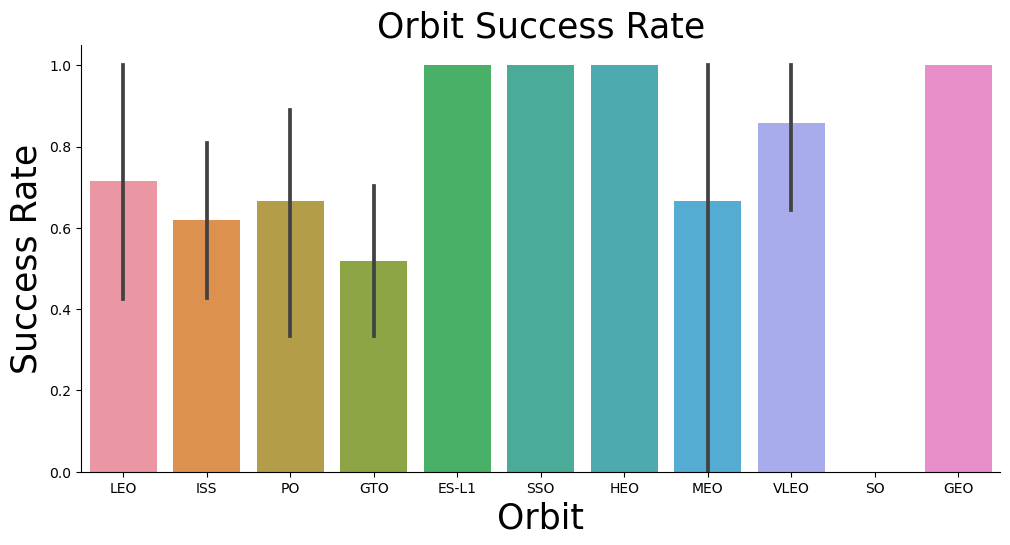 Orbit Success Rate
Success Rate
1.0
0.8
0.6
0.4
0.2
0.0
LEO ISS PO GTO ES-L1 SSO HEO MEO VLEO SO GEO
Orbit